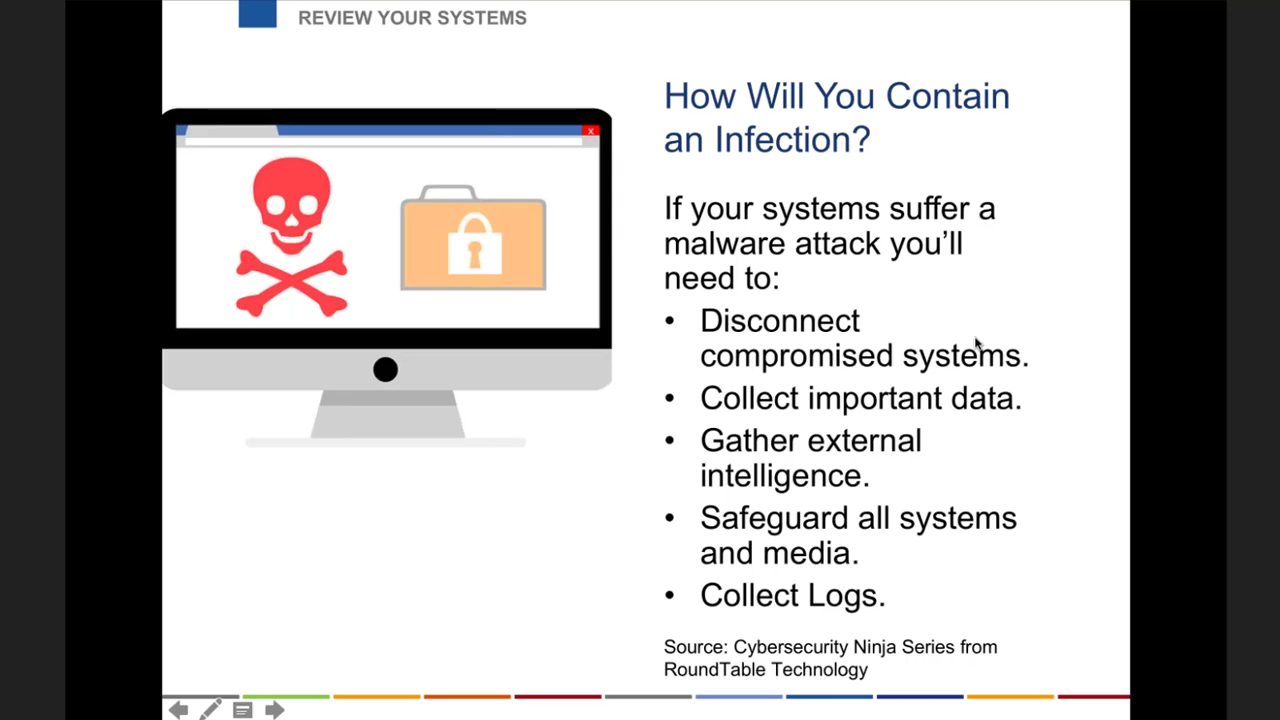 REVIEW YOUR SYSTEMS
x
How Will You Contain
an Infection?
If your systems suffer a
malware attack you’ll
need to:
• Disconnect
compromised systems.
• Collect important data.
• Gather external
intelligence.
• Safeguard all systems
and media.
• Collect Logs.
Source: Cybersecurity Ninja Series from
RoundTable Technology